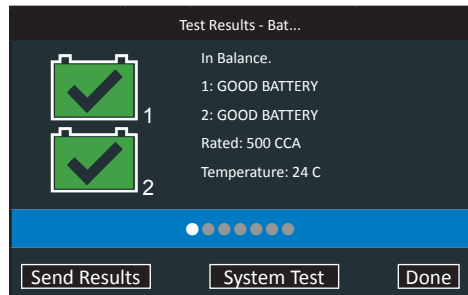 Test Results - Bat...
In Balance.
1: GOOD BATTERY
1
2: GOOD BATTERY
Rated: 500 CCA
Temperature: 24 C
2
Send Results
System Test
Done